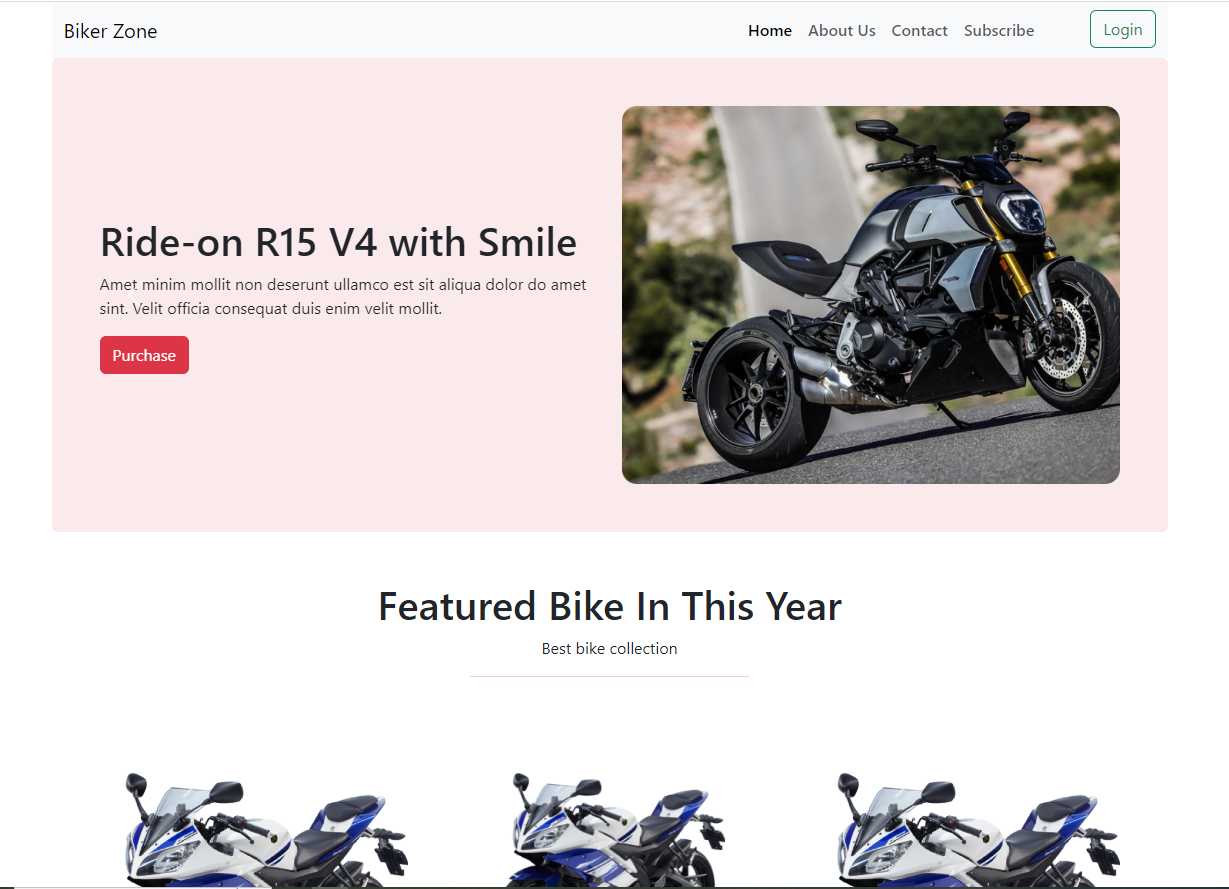 Biker Zone
Home About Us Contact Subscribe Login
Ride-on R15 V4 with Smile
Amet minim mollit non deserunt ullamco est sit aliqua dolor do amet
sint. Velit officia consequat duis enim velit mollit.
Purchase
Featured Bike In This Year
Best bike collection